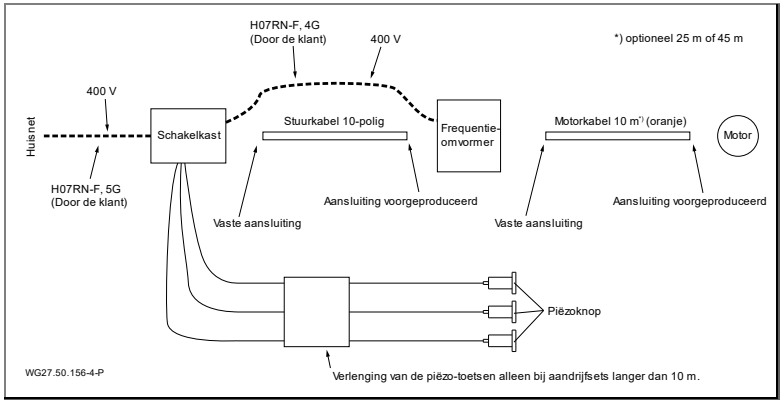 H07RN-F, 4G
(Door de klant)
400 V
*) optioneel 25 m of 45 m
400 V
Huisnet
Schakelkast
Stuurkabel 10-polig
Frequentie-
omvormer
Motorkabel 10 m*) (oranje)
Motor
H07RN-F, 5G
(Door de klant)
Vaste aansluiting
Aansluiting voorgeproduceerd
Vaste aansluiting
Aansluiting voorgeproduceerd
Piëzoknop
WG27.50.156-4-P
Verlenging van de piëzo-toetsen alleen bij aandrijfsets langer dan 10 m.